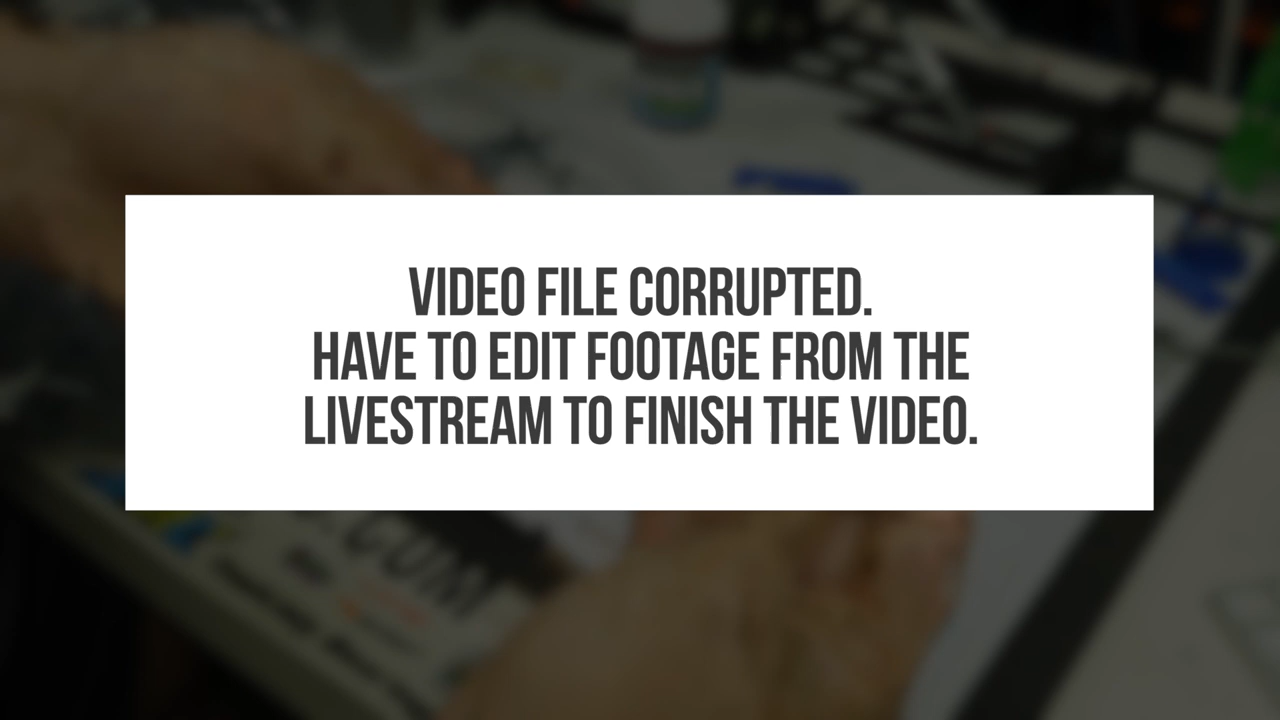 VIDEO FILE CORRUPTED.
HAVE TO EDIT FOOTAGE FROM THE
LIVESTREAM TO FINISH THE VIDEO.